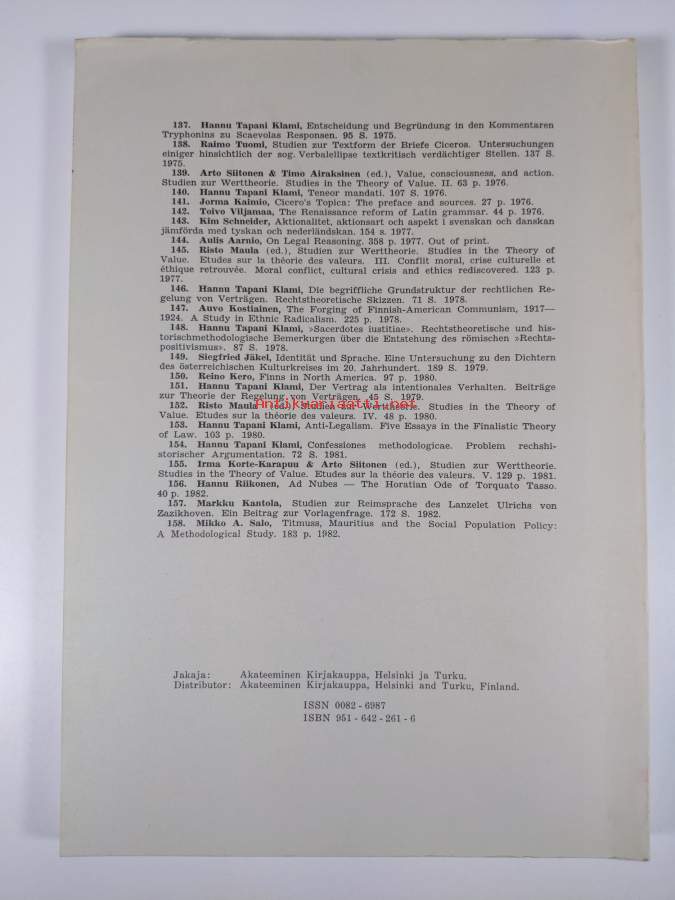 137. Hannu Tapani Klami, Entscheidung und Begründung in den Kommentaren
Tryphonins zu Scaevolas Responsen. 95 S. 1975.
138. Raimo Tuomi, Studien zur Textform der Briefe Ciceros. Untersuchungen
einiger hinsichtlich der sog. Verbalellipse textkritisch verdächtiger Stellen. 137 S.
1975.
139. Arto Siitonen & Timo Airaksinen (ed.), Value, consciousness, and action.
Studien zur Werttheorie. Studies in the Theory of Value. II. 63 p. 1976.
140. Hannu Tapani Klami, Teneor mandati. 107 S. 1976.
141. Jorma Kaimio, Cicero's Topica: The preface and sources. 27 p. 1976.
142. Toivo Viljamaa, The Renaissance reform of Latin grammar. 44 p. 1976.
143. Kim Schneider, Aktionalitet, aktionsart och aspekt i svenskan och danskan
jämförda med tyskan och nederländskan. 154 s. 1977.
144. Aulis Aarnio, On Legal Reasoning. 358 p. 1977. Out of print.
145. Risto Maula (ed.), Studien zur Werttheorie. Studies in the Theory of
Value. Etudes sur la théorie des valeurs. III. Conflit moral, crise culturelle et
éthique retrouvée. Moral conflict, cultural crisis and ethics rediscovered. 123 p.
1977.
146. Hannu Tapani Klami, Die begriffliche Grundstruktur der rechtlichen Re-
gelung von Verträgen. Rechtstheoretische Skizzen. 71 S. 1978.
147. Auvo Kostiainen, The Forging of Finnish-American Communism, 1917—
1924. A Study in Ethnic Radicalism. 225 p. 1978.
148. Hannu Tapani Klami, »Sacerdotes iustitiae». Rechtstheoretische und his-
torischmethodologische Bemerkungen über die Entstehung des römischen »Rechts-
positivismus». 87 S. 1978.
149. Siegfried Jäkel, Identität und Sprache. Eine Untersuchung zu den Dichtern
des österreichischen Kulturkreises im 20. Jahrhundert. 189 S. 1979.
150. Reino Kero, Finns in North America. 97 p. 1980.
151. Hannu Tapani Klami, Der Vertrag als intentionales Verhalten. Beiträge
zur Theorie der Regelung von Verträgen. 45 S. 1979.
Antikvariaatti.net
152. Risto Maula (ed.), Studien zur Werttheorie. Studies in the Theory of
Value. Etudes sur la théorie des valeurs. IV. 48 p. 1980.
153. Hannu Tapani Klami, Anti-Legalism. Five Essays in the Finalistic Theory
of Law. 103 p. 1980.
154. Hannu Tapani Klami, Confessiones methodologicae. Problem rechshi-
storischer Argumentation. 72 S. 1981.
155. Irma Korte-Karapuu & Arto Siitonen (ed.), Studien zur Werttheorie.
Studies in the Theory of Value. Etudes sur la théorie des valeurs. V. 129 p. 1981.
156. Hannu Riikonen, Ad Nubes — The Horatian Ode of Torquato Tasso.
40 p. 1982.
157. Markku Kantola, Studien zur Reimsprache des Lanzelet Ulrichs von
Zazikhoven. Ein Beitrag zur Vorlagenfrage. 172 S. 1982.
158. Mikko A. Salo, Titmuss, Mauritius and the Social Population Policy:
A Methodological Study. 183 p. 1982.
Jakaja: Akateeminen Kirjakauppa, Helsinki ja Turku.
Distributor: Akateeminen Kirjakauppa, Helsinki and Turku, Finland.
ISSN 0082 - 6987
ISBN 951 - 642 - 261 - 6